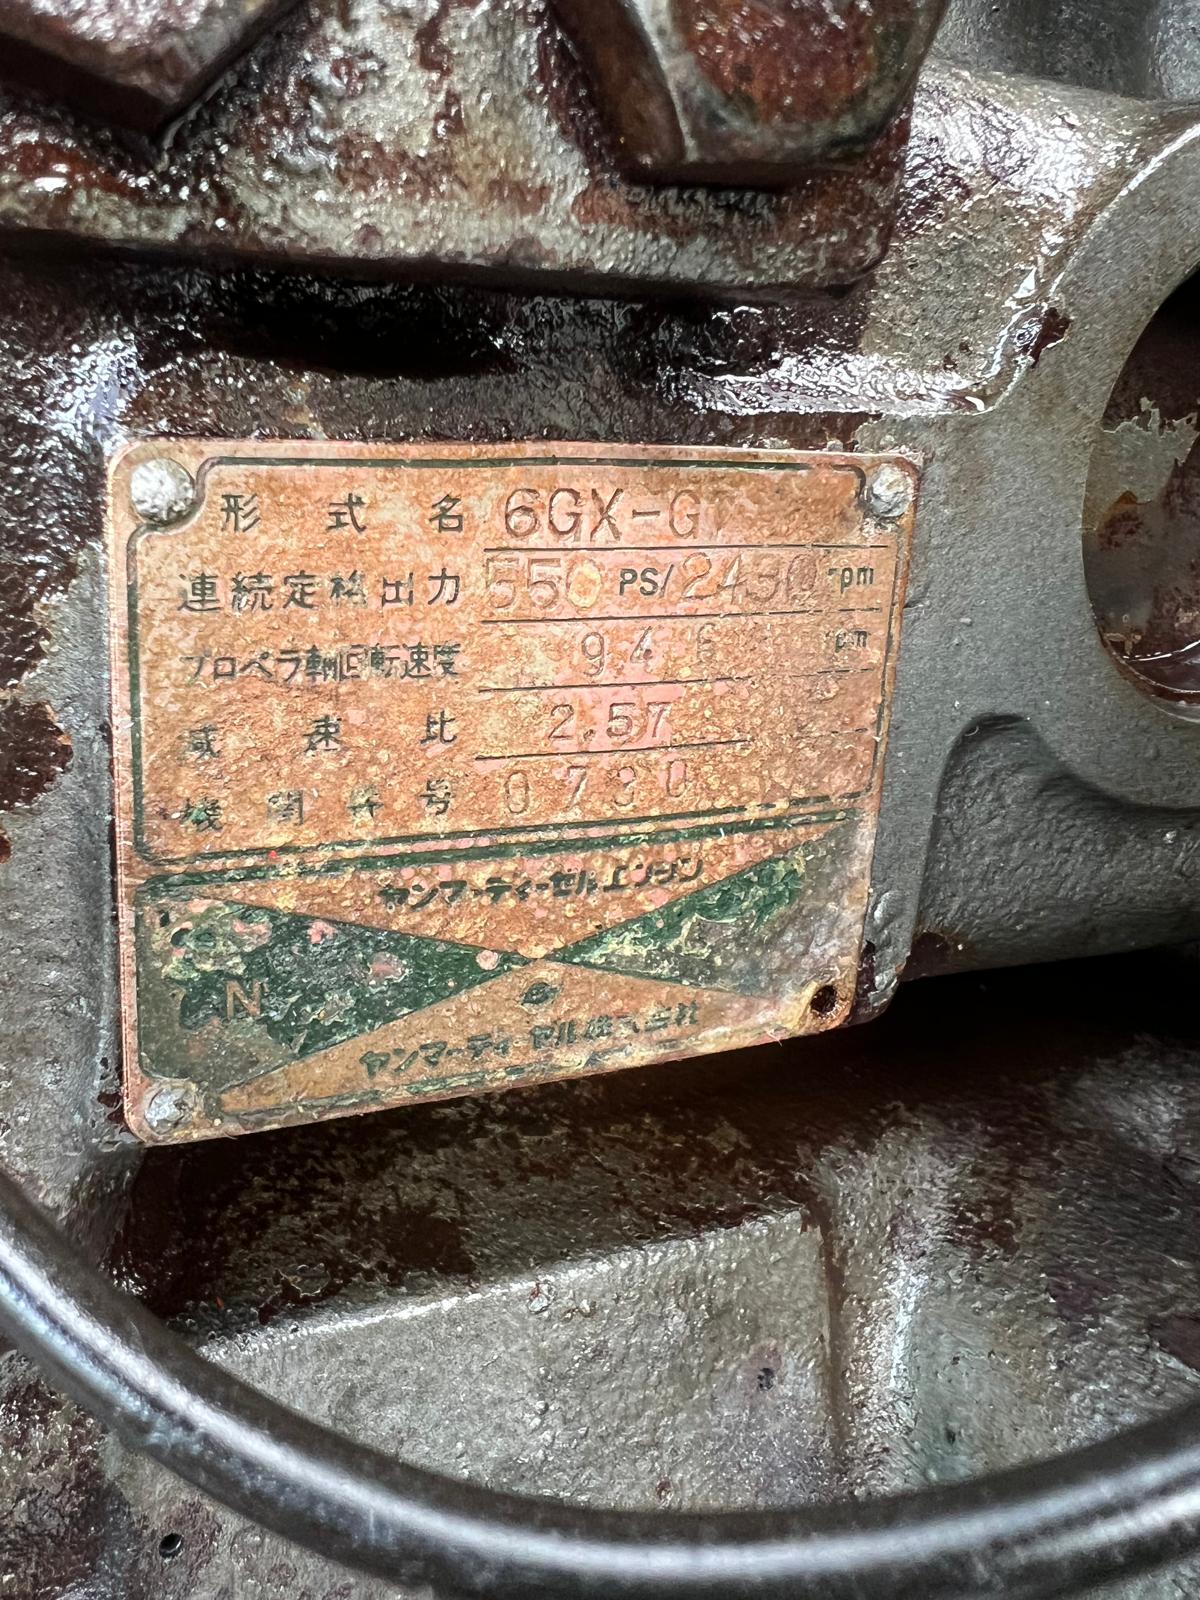 形式名 6GX-GT
連続定格出力 550 PS/2430 rpm
プロペラ軸回転速度 946 rpm
減速比 2.57
機関番号 0730
ヤンマーディーゼルエンジン
N
ヤンマーディーゼル株式会社